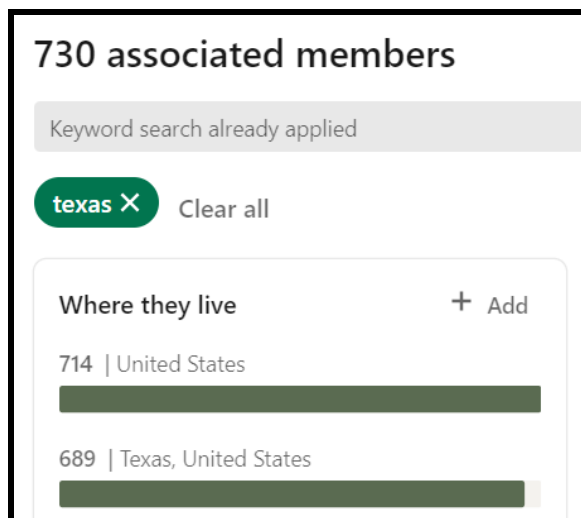 730 associated members
Keyword search already applied
texas ✕ Clear all
Where they live + Add
714 | United States
689 | Texas, United States